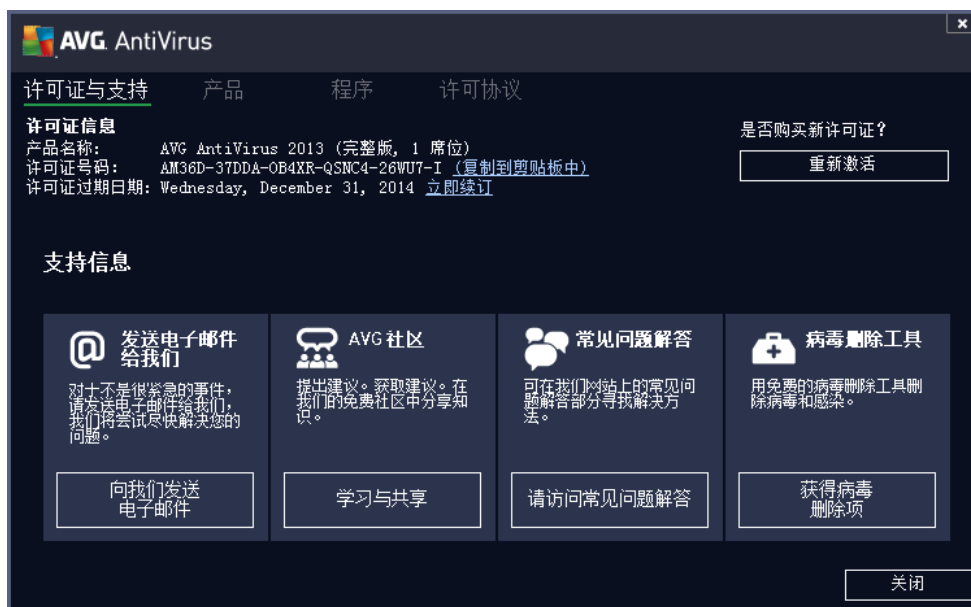 AVG AntiVirus
许可证与支持 产品 程序 许可协议
许可证信息
产品名称: AVG AntiVirus 2013 (完整版, 1 席位)
许可证号码: AM36D-37DDA-OB4XR-QSNC4-26WU7-I (复制到剪贴板中)
许可证过期日期: Wednesday, December 31, 2014 立即续订
是否购买新许可证?
重新激活
支持信息
发送电子邮件
给我们
对于不是很紧急的事件,
请发送电子邮件给我们,
我们将尝试尽快解决您的
问题。
向我们发送
电子邮件
AVG 社区
提出建议。获取建议。在
我们的免费社区中分享知
识。
学习与共享
常见问题解答
可在我们网站上的常见问
题解答部分寻找解决方
法。
请访问常见问题解答
病毒删除工具
用免费的病毒删除工具删
除病毒和感染。
获得病毒
删除项
关闭